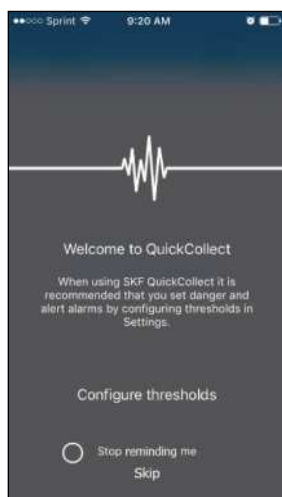 ●●○○○ Sprint 9:20 AM
Welcome to QuickCollect
When using SKF QuickCollect it is
recommended that you set danger and
alert alarms by configuring thresholds in
Settings.
Configure thresholds
Stop reminding me
Skip